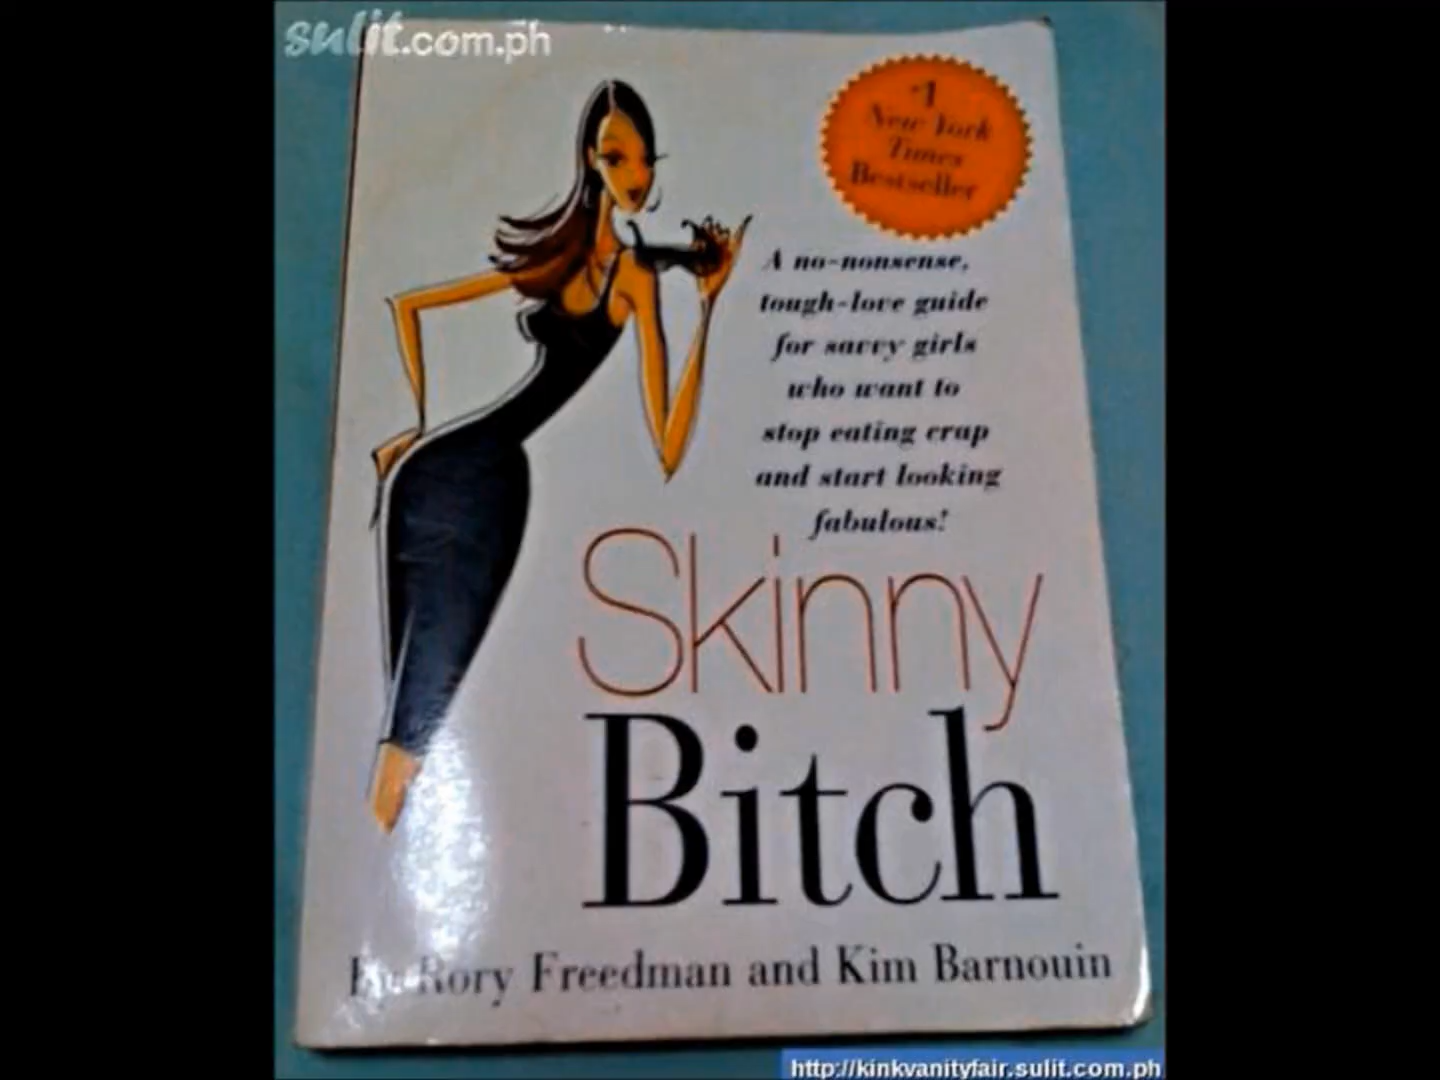 sulit.com.ph
#1
New York
Times
Bestseller
A no-nonsense,
tough-love guide
for savvy girls
who want to
stop eating crap
and start looking
fabulous!
Skinny
Bitch
By Rory Freedman and Kim Barnouin
http://kinkvanityfair.sulit.com.ph